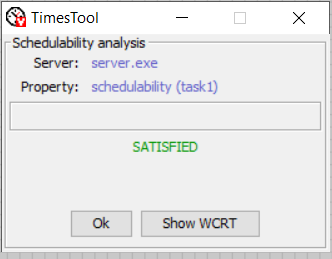 TimesTool
Schedulability analysis
Server: server.exe
Property: schedulability (task1)
SATISFIED
Ok Show WCRT